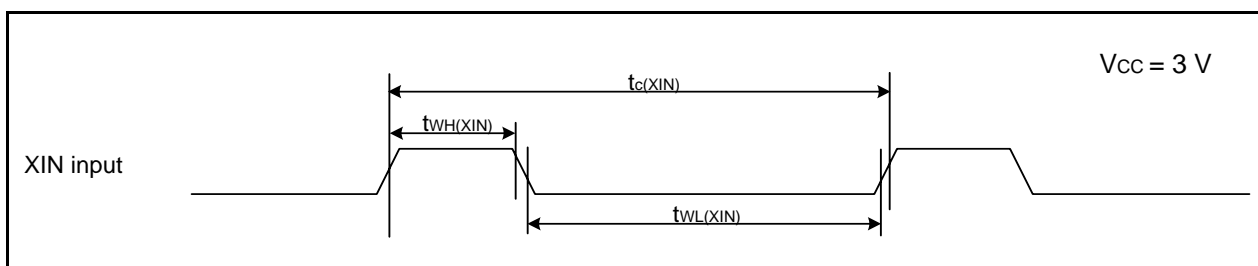 VCC = 3 V
tC(XIN)
tWH(XIN)
XIN input
tWL(XIN)